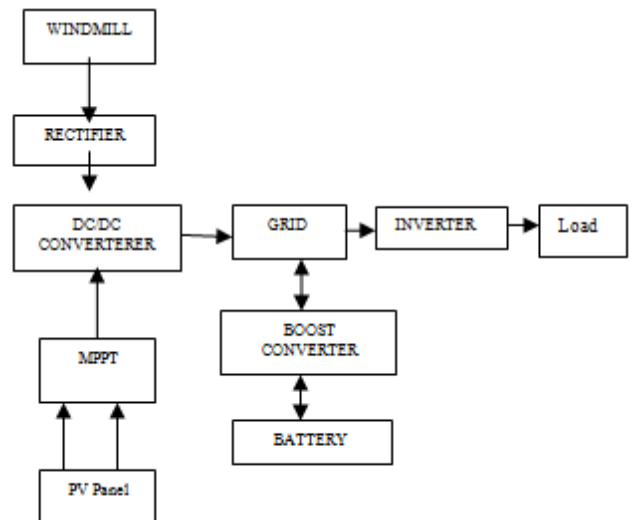 WINDMILL
RECTIFIER
DC/DC
CONVERTERER
GRID
INVERTER
Load
BOOST
CONVERTER
MPPT
BATTERY
PV Panel